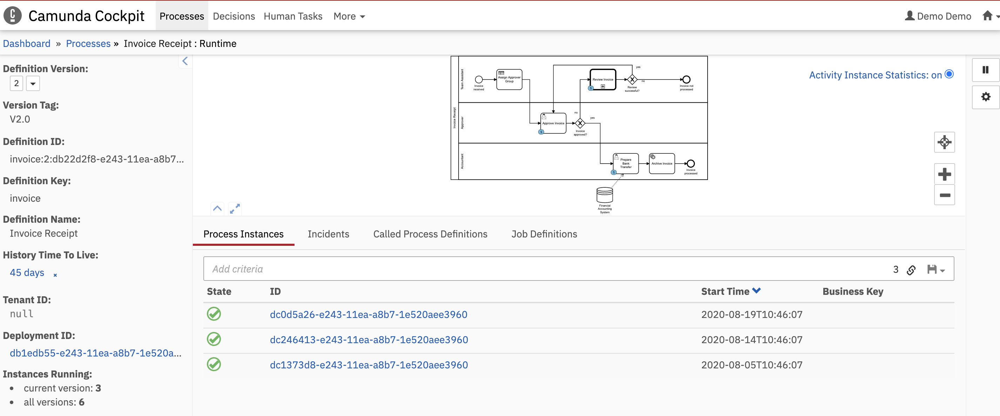 Camunda Cockpit
Processes
Decisions
Human Tasks
More
Demo Demo
Dashboard » Processes » Invoice Receipt : Runtime
Definition Version:
2
Version Tag:
V2.0
Definition ID:
invoice:2:db22d2f8-e243-11ea-a8b7...
Definition Key:
invoice
Definition Name:
Invoice Receipt
History Time To Live:
45 days ×
Tenant ID:
null
Deployment ID:
db1edb55-e243-11ea-a8b7-1e520a...
Instances Running:
• current version: 3
• all versions: 6
Invoice Receipt
Team Assistant
Invoice
received
Assign Approver
Group
Review Invoice
1
yes
no
Review
successful?
Invoice not
processed
Approver
Approve Invoice
1
no
yes
Invoice
approved?
Accountant
Prepare
Bank
Transfer
1
Archive Invoice
Invoice
processed
Financial
Accounting
System
Activity Instance Statistics: on
Process Instances
Incidents
Called Process Definitions
Job Definitions
Add criteria
3
State ID Start Time Business Key
dc0d5a26-e243-11ea-a8b7-1e520aee3960 2020-08-19T10:46:07
dc246413-e243-11ea-a8b7-1e520aee3960 2020-08-14T10:46:07
dc1373d8-e243-11ea-a8b7-1e520aee3960 2020-08-05T10:46:07